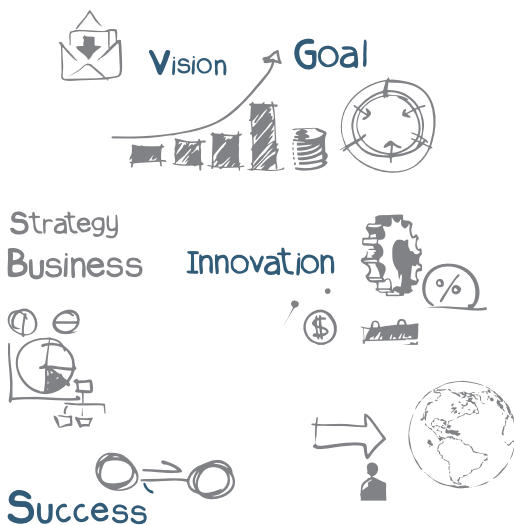 Vision
Goal
Strategy
Business
Innovation
%
$
Success